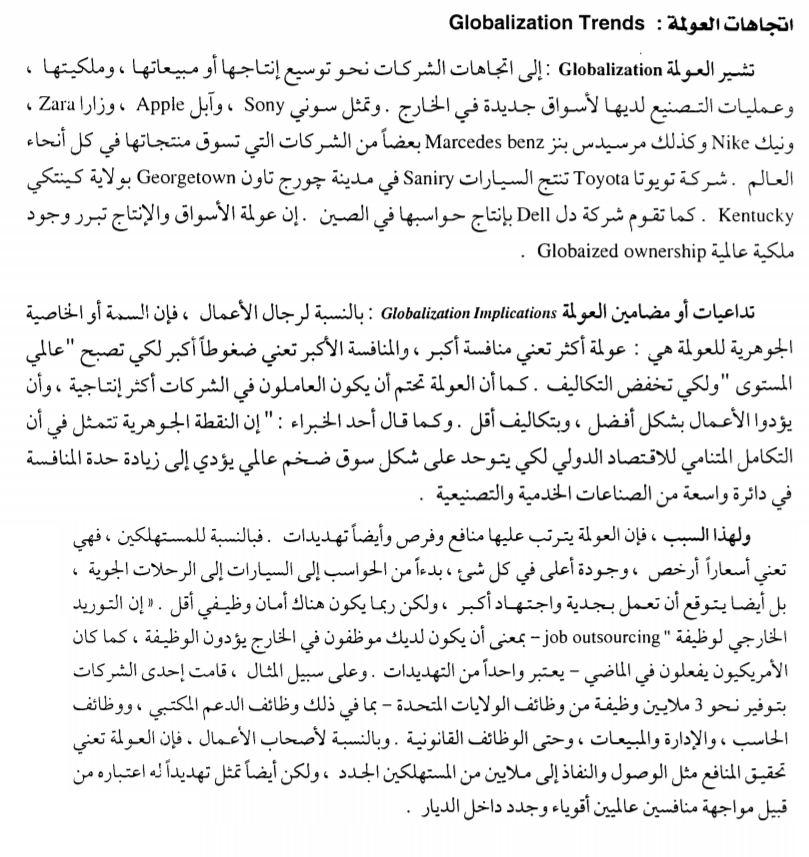 اتجاهات العولمة : Globalization Trends
تشير العولمة Globalization : إلى اتجاهات الشركات نحو توسيع إنتاجها أو مبيعاتها ، وملكيتها ،
وعمليات التصنيع لديها لأسواق جديدة في الخارج . وتمثل سوني Sony ، وآبل Apple ، وزارا Zara ،
ونيك Nike وكذلك مرسيدس بنز Marcedes benz بعضاً من الشركات التي تسوق منتجاتها في كل أنحاء
العالم . شركة تويوتا Toyota تنتج السيارات Saniry في مدينة چورج تاون Georgetown بولاية كينتكي
Kentucky . كما تقوم شركة دل Dell بإنتاج حواسبها في الصين . إن عولمة الأسواق والإنتاج تبرر وجود
ملكية عالمية Globaized ownership .
تداعيات أو مضامين العولمة Globalization Implications : بالنسبة لرجال الأعمال ، فإن السمة أو الخاصية
الجوهرية للعولمة هي : عولمة أكثر تعني منافسة أكبر ، والمنافسة الأكبر تعني ضغوطاً أكبر لكي تصبح "عالمي
المستوى "ولكي تخفض التكاليف . كما أن العولمة تحتم أن يكون العاملون في الشركات أكثر إنتاجية ، وأن
يؤدوا الأعمال بشكل أفضل ، وبتكاليف أقل . وكما قال أحد الخبراء : " إن النقطة الجوهرية تتمثل في أن
التكامل المتنامي للاقتصاد الدولي لكي يتوحد على شكل سوق ضخم عالمي يؤدي إلى زيادة حدة المنافسة
في دائرة واسعة من الصناعات الخدمية والتصنيعية .
ولهذا السبب ، فإن العولمة يترتب عليها منافع وفرص وأيضاً تهديدات . فبالنسبة للمستهلكين ، فهي
تعني أسعاراً أرخص ، وجودة أعلى في كل شئ ، بدءاً من الحواسب إلى السيارات إلى الرحلات الجوية ،
بل أيضا يتوقع أن تعمل بجدية واجتهاد أكبر ، ولكن ربما يكون هناك أمان وظيفي أقل . « إن التوريد
الخارجي لوظيفة " job outsourcing – بمعنى أن يكون لديك موظفون في الخارج يؤدون الوظيفة ، كما كان
الأمريكيون يفعلون في الماضي – يعتبر واحداً من التهديدات . وعلى سبيل المثال ، قامت إحدى الشركات
بتوفير نحو 3 ملايين وظيفة من وظائف الولايات المتحدة – بما في ذلك وظائف الدعم المكتبي ، ووظائف
الحاسب ، والإدارة والمبيعات ، وحتى الوظائف القانونية . وبالنسبة لأصحاب الأعمال ، فإن العولمة تعني
تحقيق المنافع مثل الوصول والنفاذ إلى ملايين من المستهلكين الجدد ، ولكن أيضاً تمثل تهديداً له اعتباره من
قبيل مواجهة منافسين عالميين أقوياء وجدد داخل الديار .